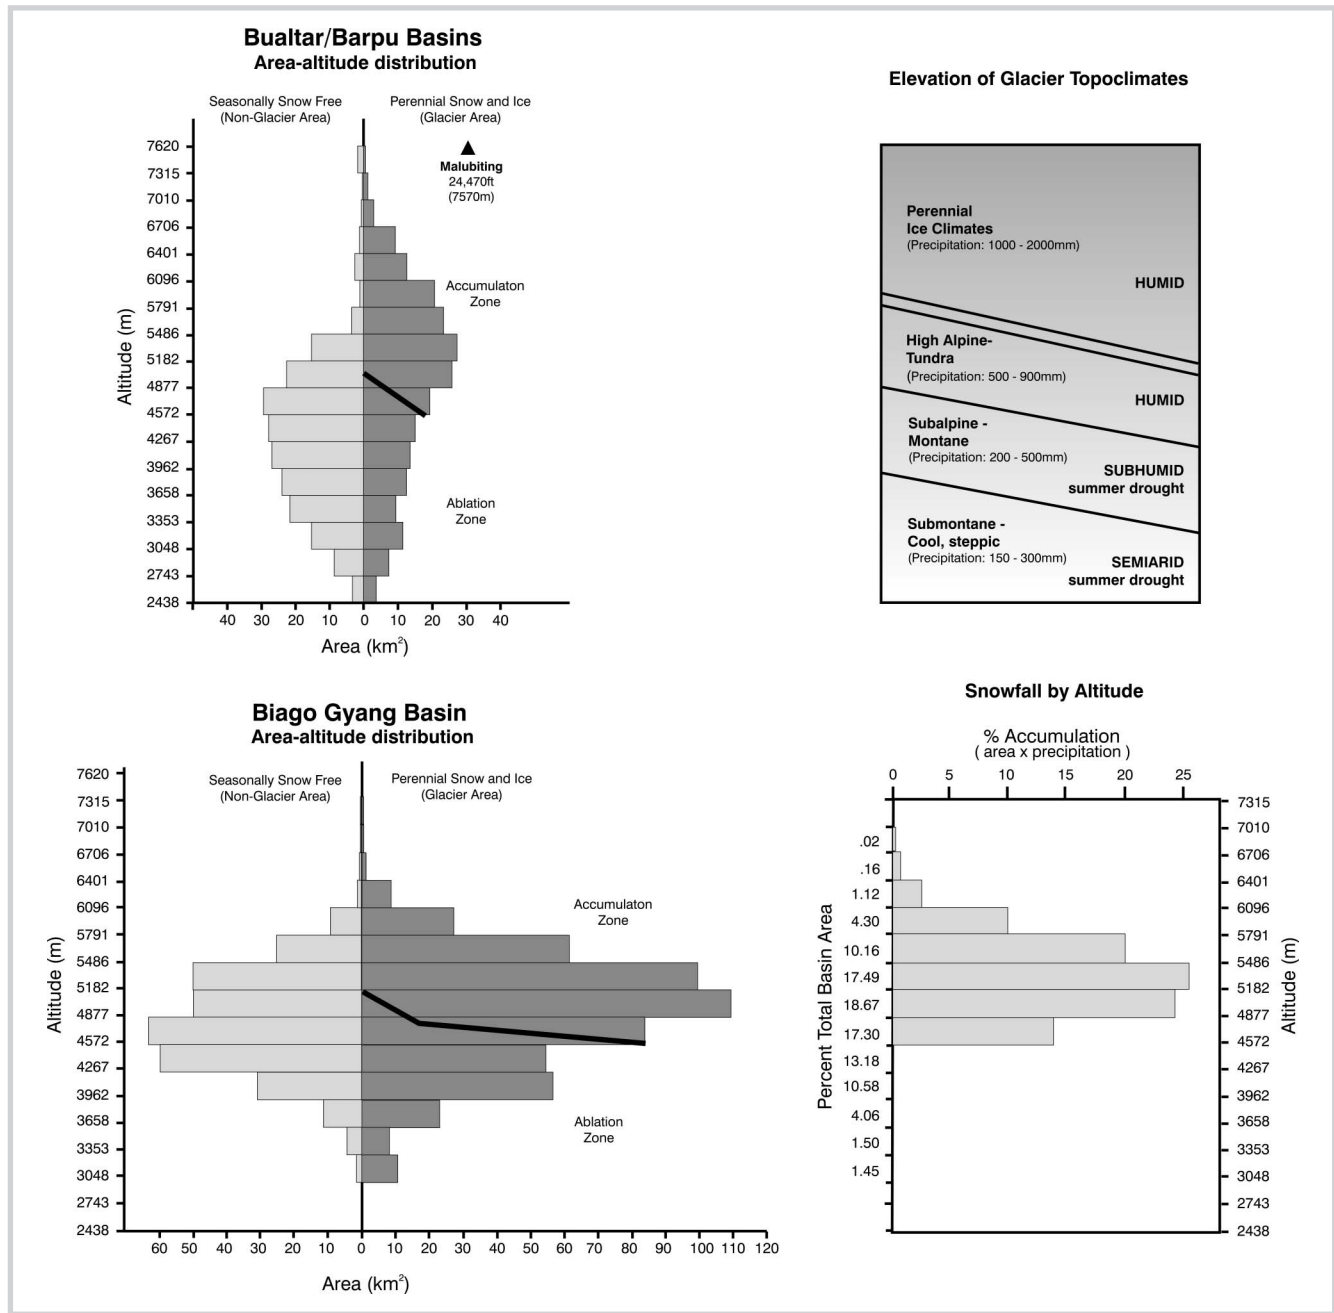 Bualtar/Barpu Basins
Area-altitude distribution
Seasonally Snow Free
(Non-Glacier Area)
Perennial Snow and Ice
(Glacier Area)
Malubiting
24,470ft
(7570m)
Accumulaton
Zone
Ablation
Zone
Altitude (m)
7620
7315
7010
6706
6401
6096
5791
5486
5182
4877
4572
4267
3962
3658
3353
3048
2743
2438
40 30 20 10 0 10 20 30 40
Area (km²)
Elevation of Glacier Topoclimates
Perennial
Ice Climates
(Precipitation: 1000 - 2000mm)
HUMID
High Alpine-
Tundra
(Precipitation: 500 - 900mm)
HUMID
Subalpine -
Montane
(Precipitation: 200 - 500mm)
SUBHUMID
summer drought
Submontane -
Cool, steppic
(Precipitation: 150 - 300mm)
SEMIARID
summer drought
Biago Gyang Basin
Area-altitude distribution
Seasonally Snow Free
(Non-Glacier Area)
Perennial Snow and Ice
(Glacier Area)
Accumulaton
Zone
Ablation
Zone
Altitude (m)
7620
7315
7010
6706
6401
6096
5791
5486
5182
4877
4572
4267
3962
3658
3353
3048
2743
2438
60 50 40 30 20 10 0 10 20 30 40 50 60 70 80 90 100 110 120
Area (km²)
Snowfall by Altitude
% Accumulation
( area x precipitation )
0 5 10 15 20 25
Percent Total Basin Area
.02
.16
1.12
4.30
10.16
17.49
18.67
17.30
13.18
10.58
4.06
1.50
1.45
7315
7010
6706
6401
6096
5791
5486
5182
4877
4572
4267
3962
3658
3353
3048
2743
2438
Altitude (m)